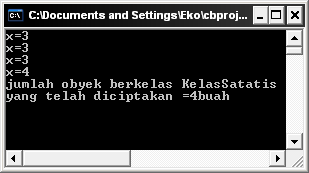 C:\Documents and Settings\Eko\cbproj...
x=3
x=3
x=3
x=4
jumlah obyek berkelas KelasSatatis
yang telah diciptakan =4buah